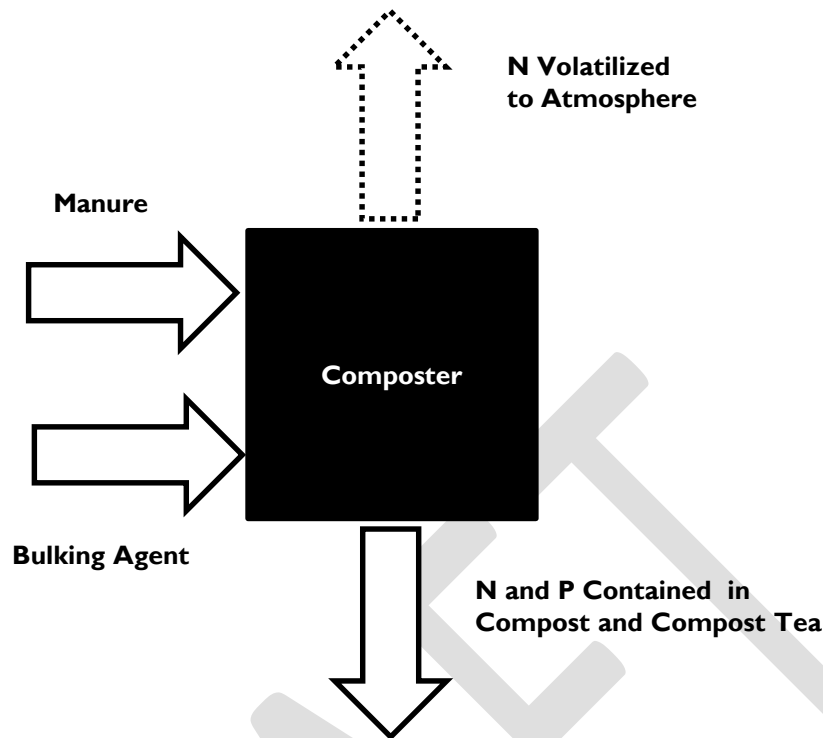 N Volatilized
to Atmosphere
Manure
Composter
Bulking Agent
N and P Contained in
Compost and Compost Tea